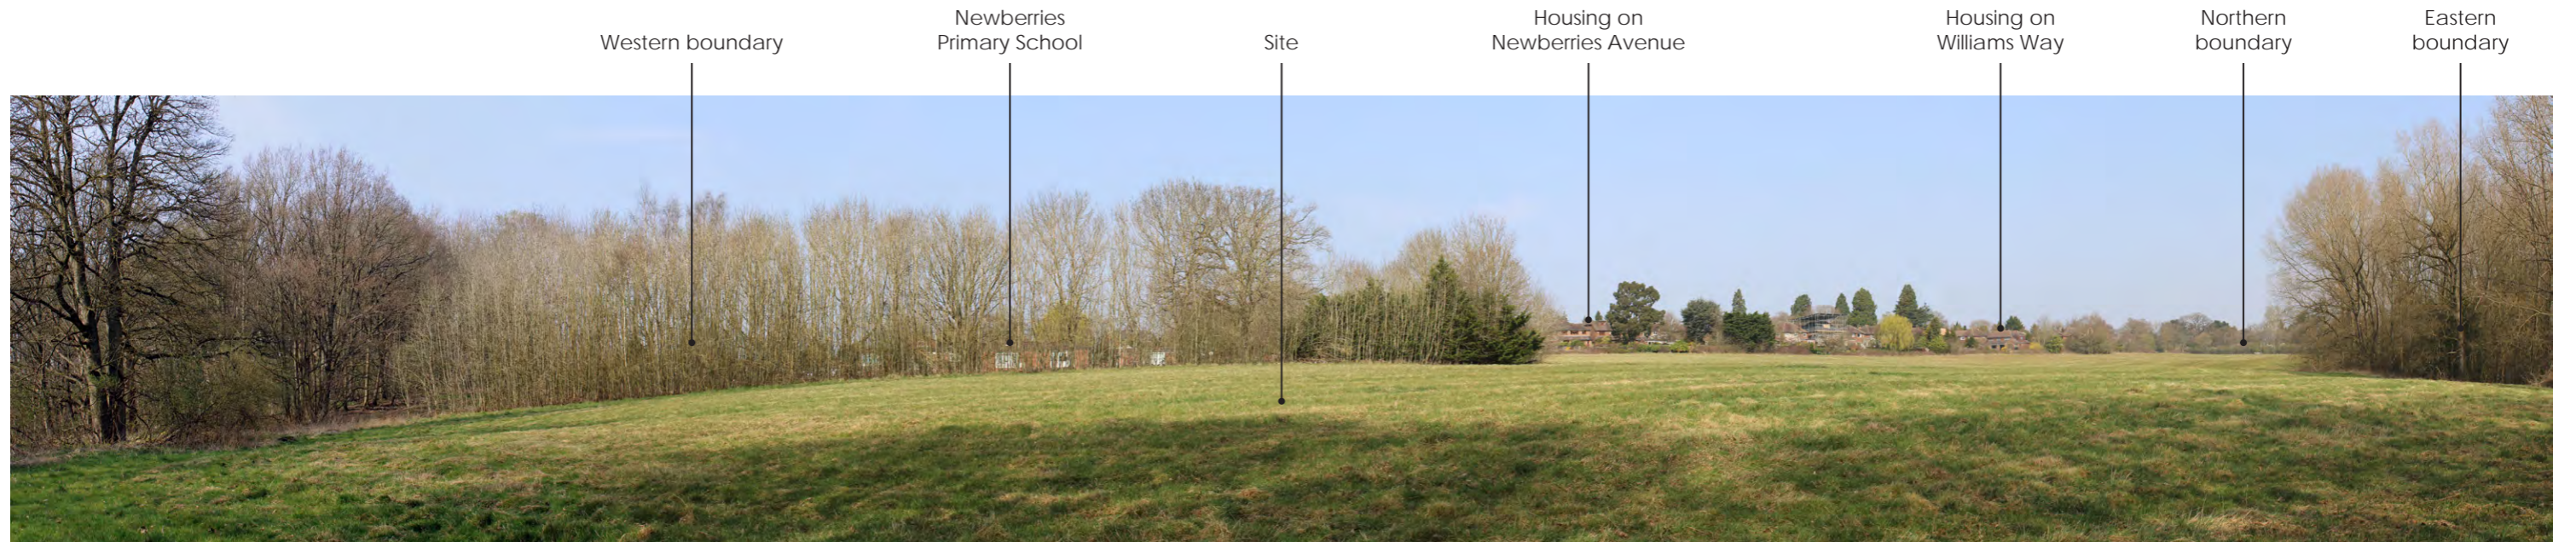 Western boundary
Newberries
Primary School
Site
Housing on
Newberries Avenue
Housing on
Williams Way
Northern
boundary
Eastern
boundary